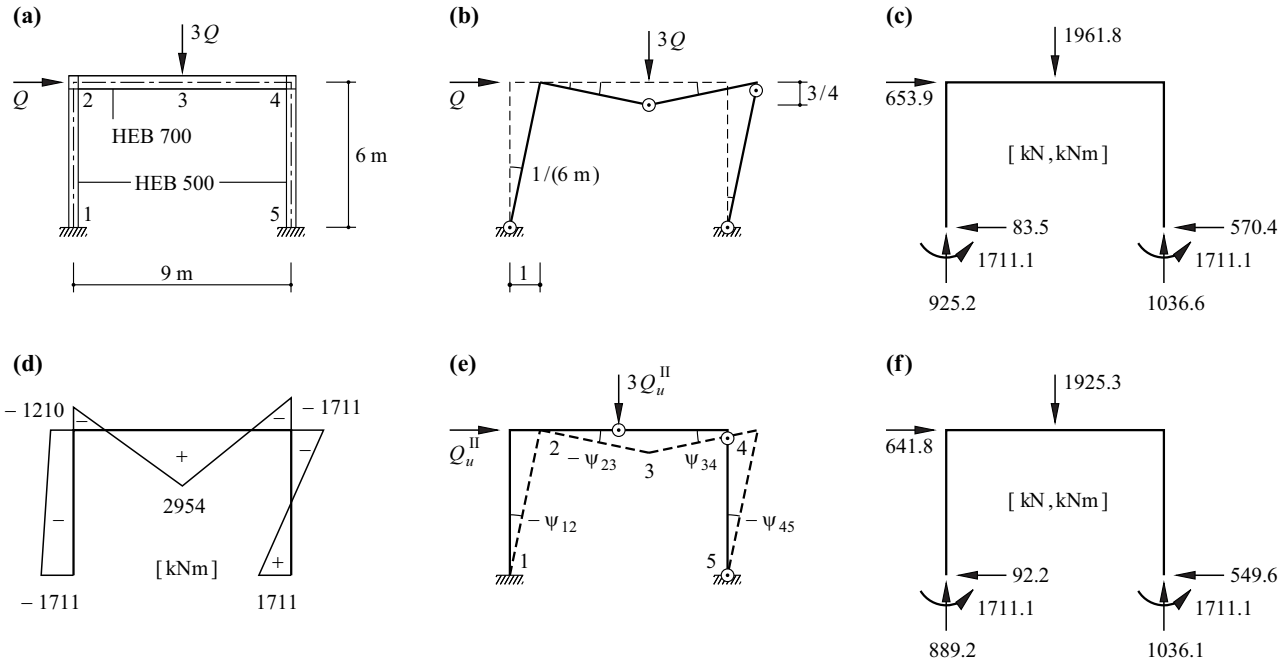 (a)
3Q
Q
2 3 4
HEB 700
6 m
HEB 500
1 5
9 m
(b)
3Q
Q
3/4
1/(6 m)
1
(c)
1961.8
653.9
[kN, kNm]
83.5
570.4
1711.1
1711.1
925.2
1036.6
(d)
– 1210
– 1711
–
–
+
–
2954
–
+
[kNm]
– 1711
1711
(e)
3Q_u^II
Q_u^II
2
– ψ23
3
ψ34
4
– ψ12
– ψ45
1
5
(f)
1925.3
641.8
[kN, kNm]
92.2
549.6
1711.1
1711.1
889.2
1036.1